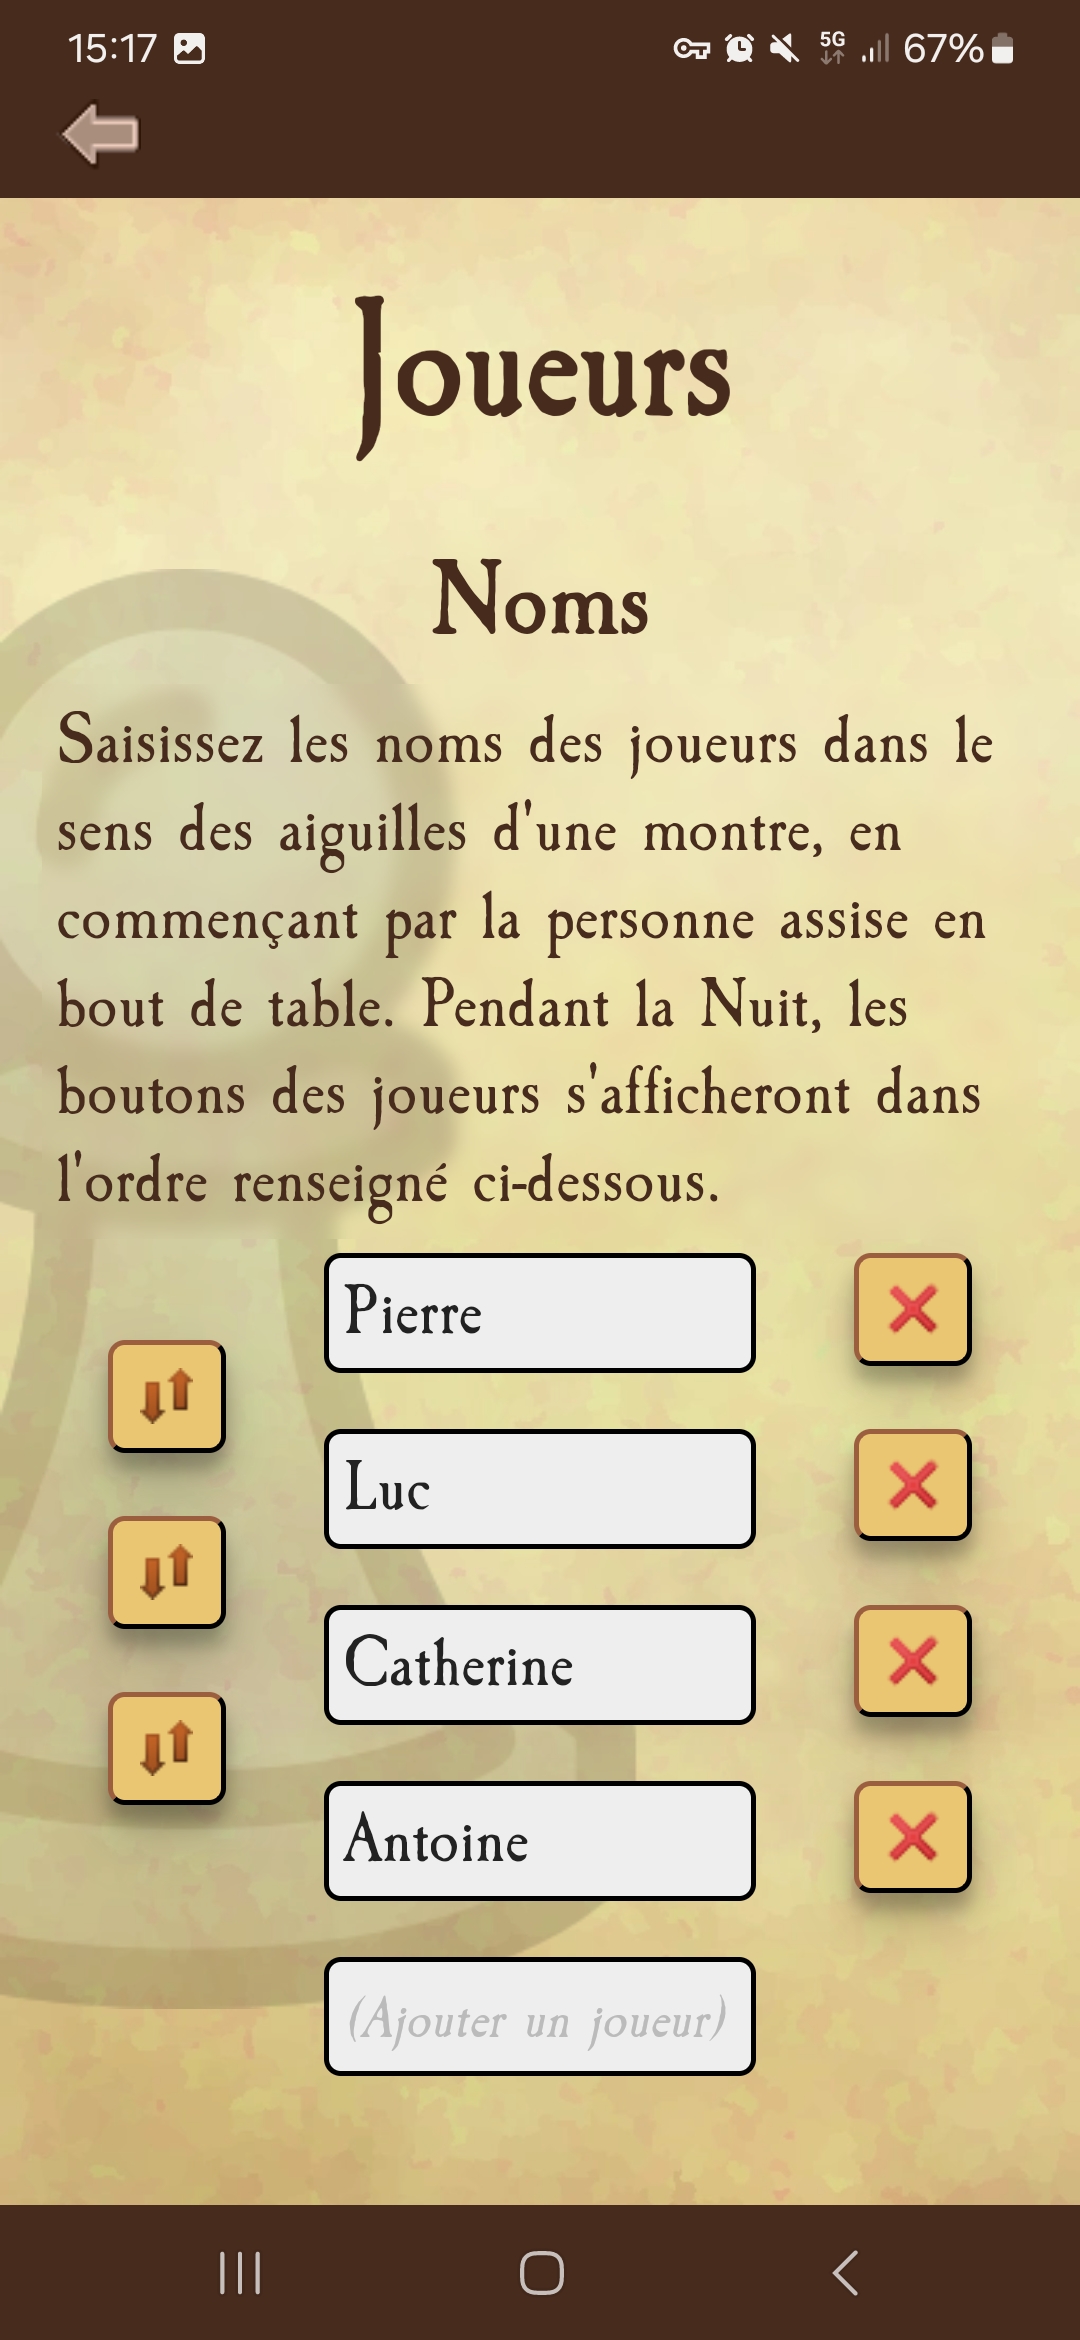 15:17
5G
67%
Joueurs
Noms
Saisissez les noms des joueurs dans le
sens des aiguilles d'une montre, en
commençant par la personne assise en
bout de table. Pendant la Nuit, les
boutons des joueurs s'afficheront dans
l'ordre renseigné ci-dessous.
Pierre
Luc
Catherine
Antoine
(Ajouter un joueur)